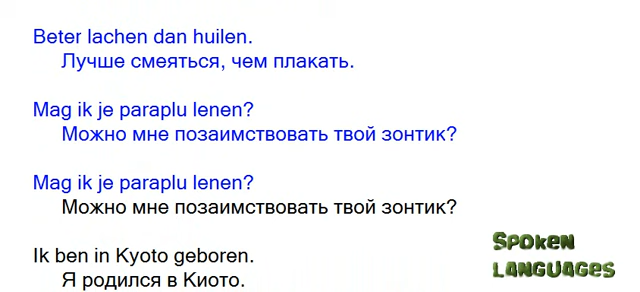 Beter lachen dan huilen.
Лучше смеяться, чем плакать.
Mag ik je paraplu lenen?
Можно мне позаимствовать твой зонтик?
Mag ik je paraplu lenen?
Можно мне позаимствовать твой зонтик?
Ik ben in Kyoto geboren.
Я родился в Киото.
SPOKEN
LANGUAGES